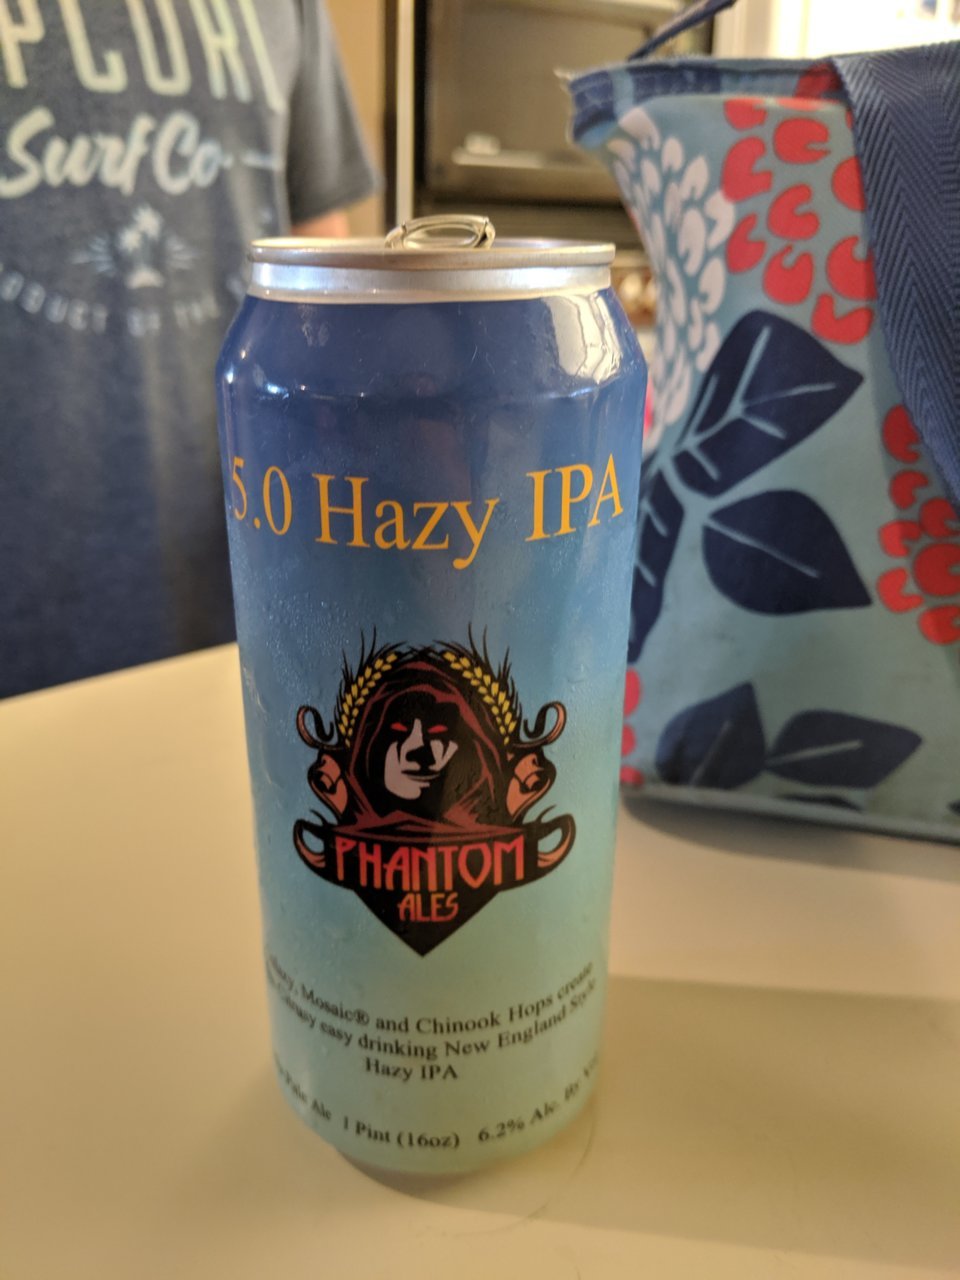 Surf Co
5.0 Hazy IPA
PHANTOM
ALES
Mosaic® and Chinook Hops create
easy drinking New England Style
Hazy IPA
Pale Ale 1 Pint (16oz) 6.2% Alc. By